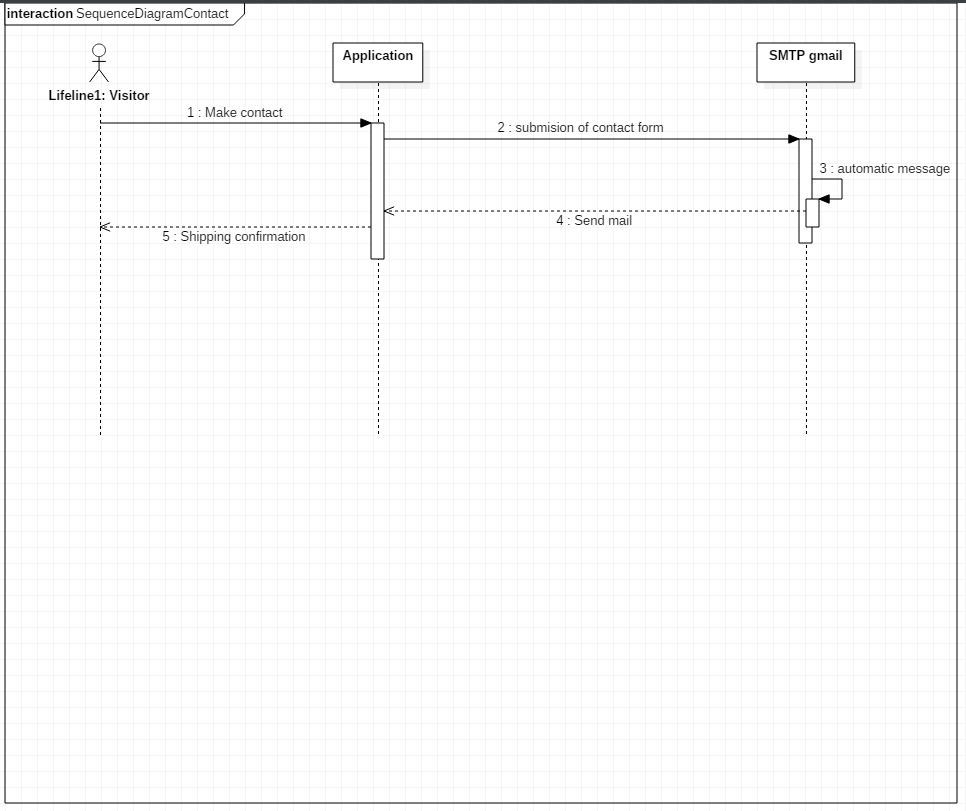 interaction SequenceDiagramContact
Application
SMTP gmail
Lifeline1: Visitor
1 : Make contact
2 : submision of contact form
3 : automatic message
4 : Send mail
5 : Shipping confirmation